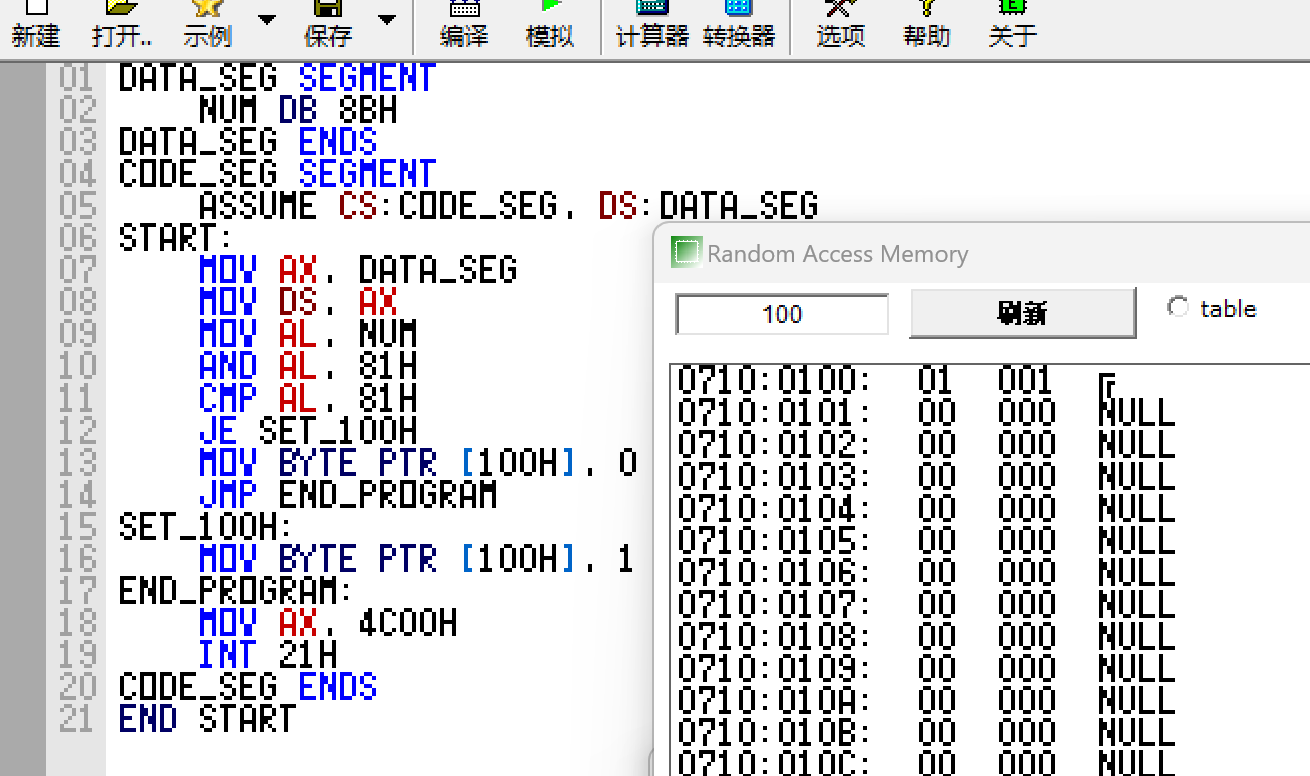 新建 打开.. 示例 保存 编译 模拟 计算器 转换器 选项 帮助 关于
01 DATA_SEG SEGMENT
02 NUM DB 8BH
03 DATA_SEG ENDS
04 CODE_SEG SEGMENT
05 ASSUME CS:CODE_SEG, DS:DATA_SEG
06 START:
07 MOV AX, DATA_SEG
08 MOV DS, AX
09 MOV AL, NUM
10 AND AL, 81H
11 CMP AL, 81H
12 JE SET_100H
13 MOV BYTE PTR [100H], 0
14 JMP END_PROGRAM
15 SET_100H:
16 MOV BYTE PTR [100H], 1
17 END_PROGRAM:
18 MOV AX, 4C00H
19 INT 21H
20 CODE_SEG ENDS
21 END START
Random Access Memory
100 刷新 table
0710:0100: 01 001 ┌
0710:0101: 00 000 NULL
0710:0102: 00 000 NULL
0710:0103: 00 000 NULL
0710:0104: 00 000 NULL
0710:0105: 00 000 NULL
0710:0106: 00 000 NULL
0710:0107: 00 000 NULL
0710:0108: 00 000 NULL
0710:0109: 00 000 NULL
0710:010A: 00 000 NULL
0710:010B: 00 000 NULL
0710:010C: 00 000 NULL